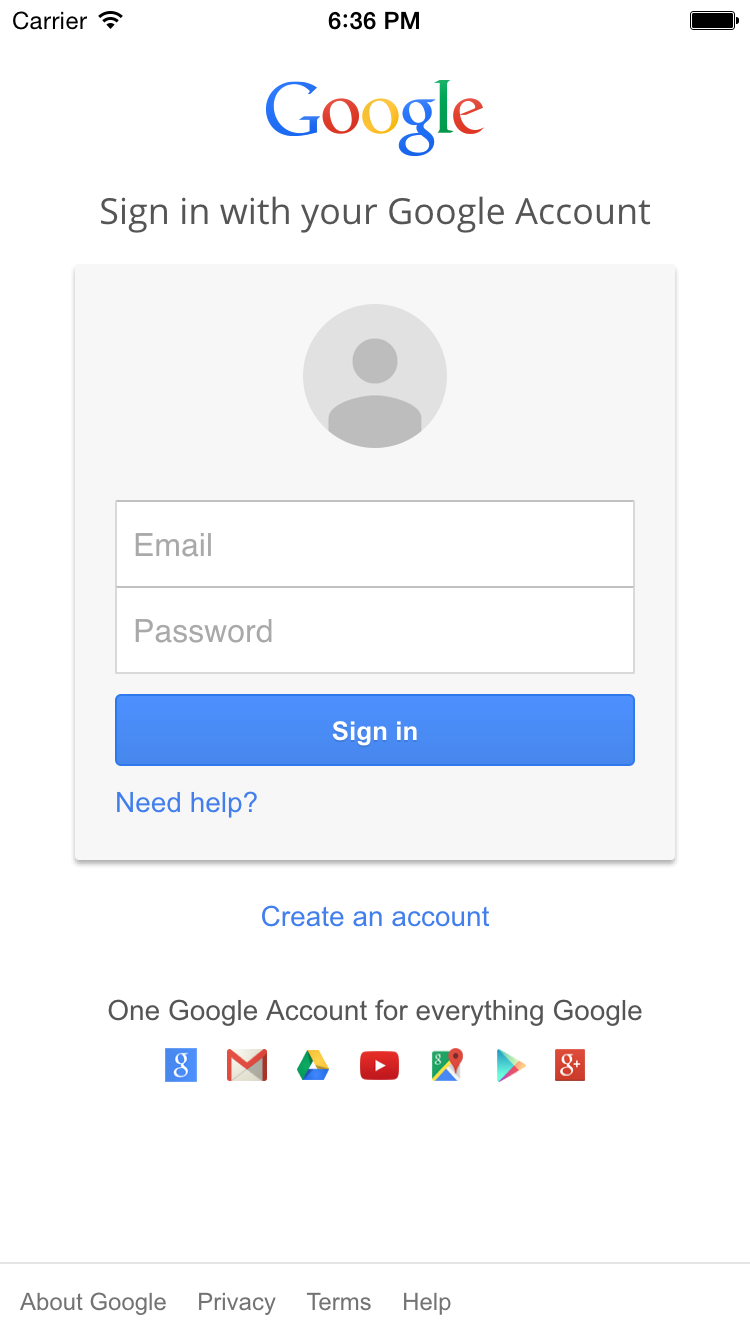 Carrier 6:36 PM
Google
Sign in with your Google Account
Email
Password
Sign in
Need help?
Create an account
One Google Account for everything Google
g g g+
About Google Privacy Terms Help